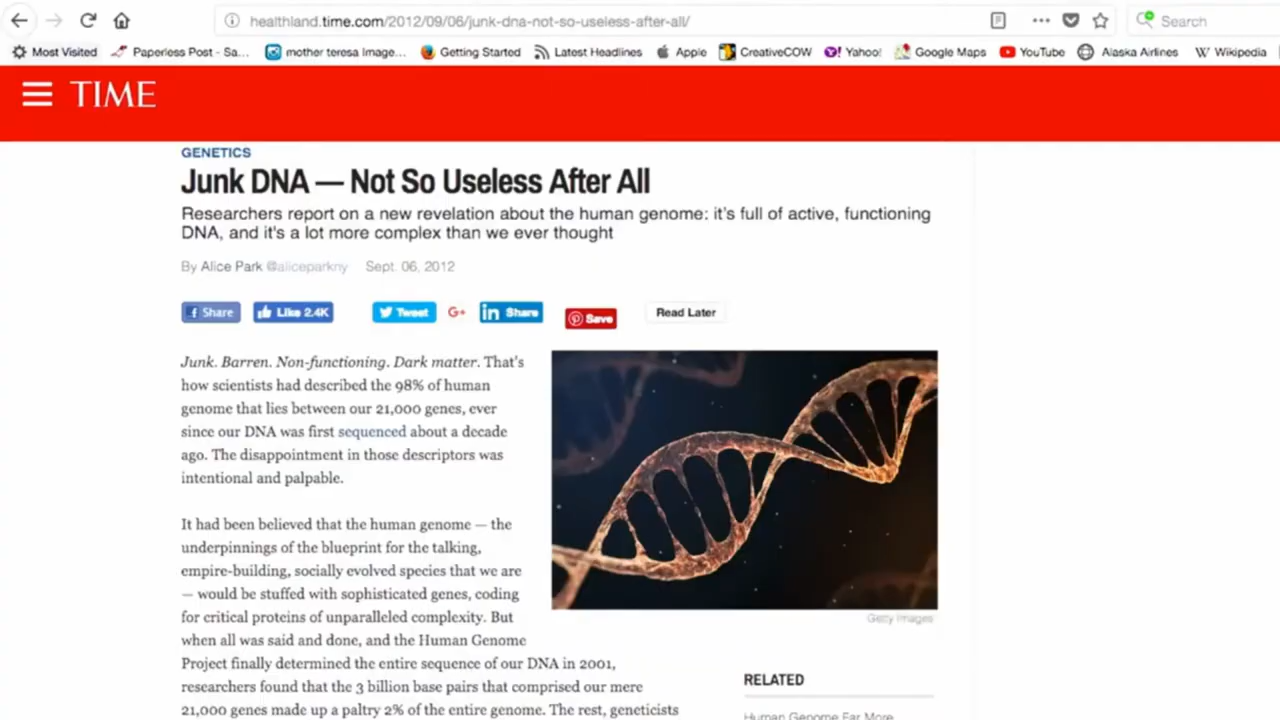 healthland.time.com/2012/09/06/junk-dna-not-so-useless-after-all/
Search
Most Visited
Paperless Post - Sa...
mother teresa Image...
Getting Started
Latest Headlines
Apple
CreativeCOW
Yahoo!
Google Maps
YouTube
Alaska Airlines
Wikipedia
TIME
GENETICS
Junk DNA — Not So Useless After All
Researchers report on a new revelation about the human genome: it's full of active, functioning
DNA, and it's a lot more complex than we ever thought
By Alice Park @aliceparkny Sept. 06, 2012
Share
Like 2.4K
Tweet
G+
in Share
Save
Read Later
Junk. Barren. Non-functioning. Dark matter. That's
how scientists had described the 98% of human
genome that lies between our 21,000 genes, ever
since our DNA was first sequenced about a decade
ago. The disappointment in those descriptors was
intentional and palpable.
It had been believed that the human genome — the
underpinnings of the blueprint for the talking,
empire-building, socially evolved species that we are
— would be stuffed with sophisticated genes, coding
for critical proteins of unparalleled complexity. But
when all was said and done, and the Human Genome
Project finally determined the entire sequence of our DNA in 2001,
researchers found that the 3 billion base pairs that comprised our mere
21,000 genes made up a paltry 2% of the entire genome. The rest, geneticists
Getty Images
RELATED
Human Genome Far More